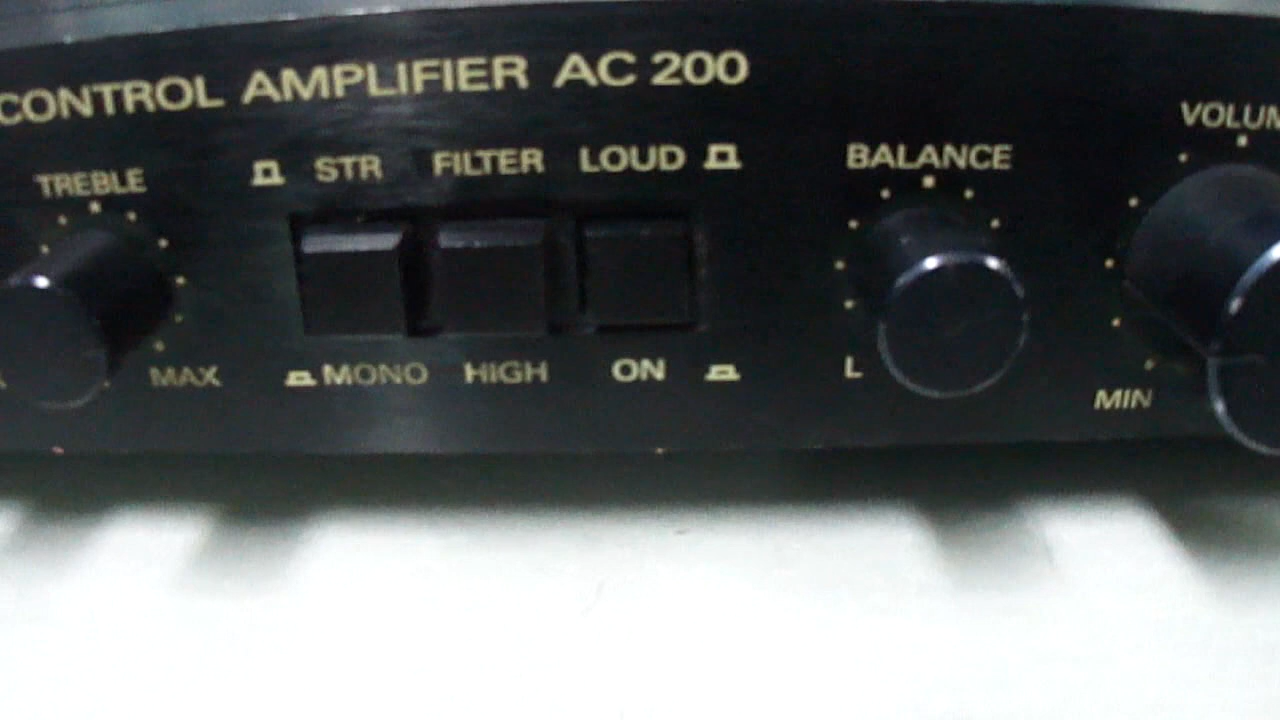 CONTROL AMPLIFIER AC 200
TREBLE STR FILTER LOUD BALANCE VOLUM
MAX MONO HIGH ON L MIN